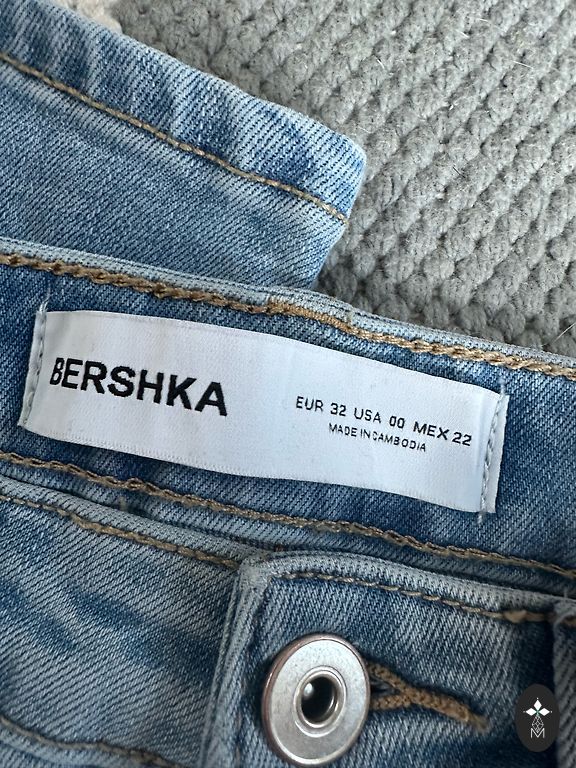 BERSHKA
EUR 32 USA 00 MEX 22
MADE IN CAMBODIA
M